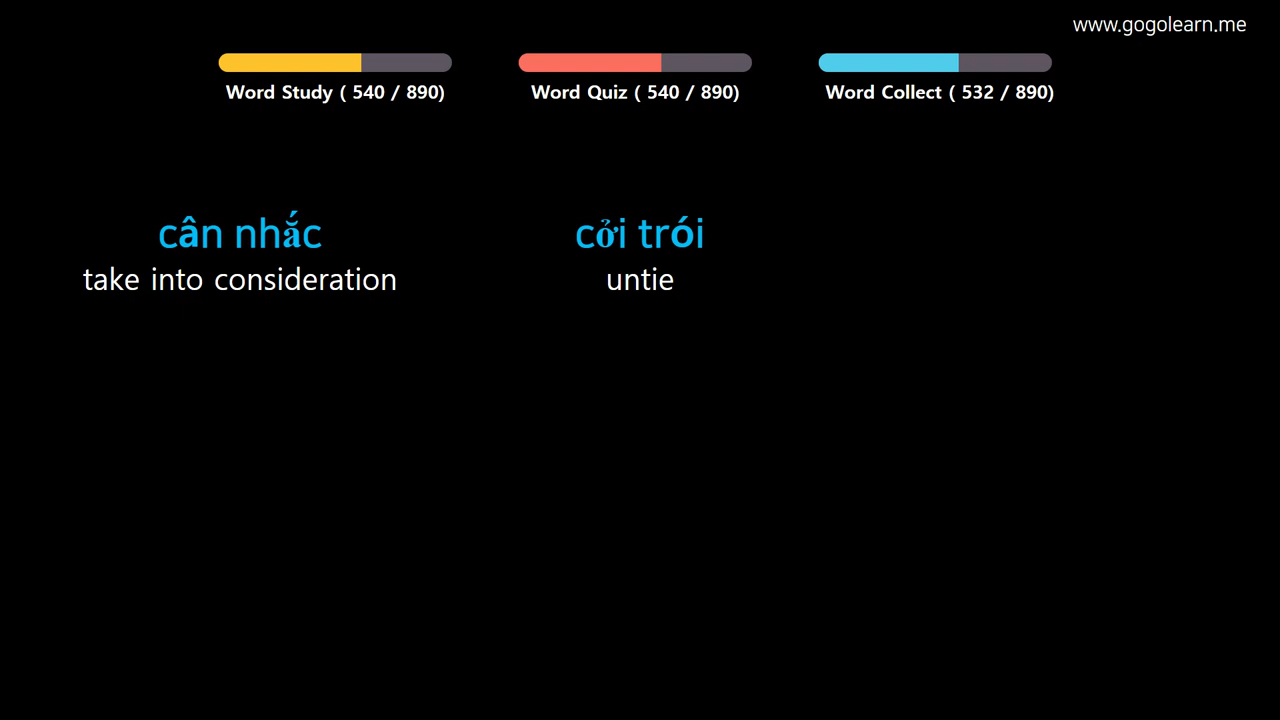 www.gogolearn.me
Word Study ( 540 / 890)
Word Quiz ( 540 / 890)
Word Collect ( 532 / 890)
cân nhắc
take into consideration
cởi trói
untie